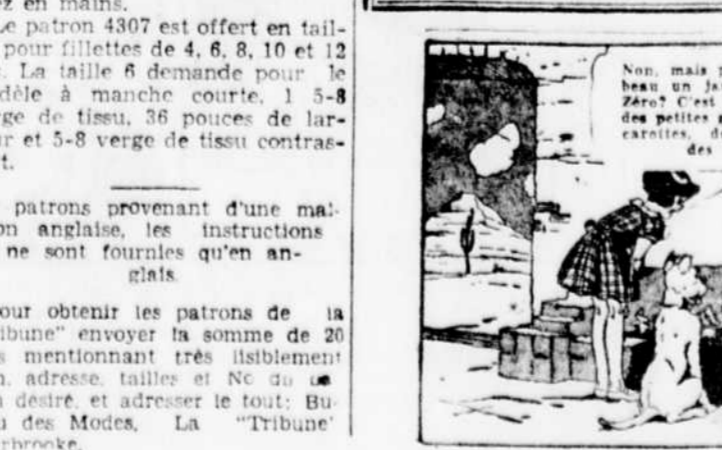 ez en mains.
Le patron 4307 est offert en tail-
pour fillettes de 4, 6, 8, 10 et 12
La taille 6 demande pour le
dèle à manche courte, 1 5-8
ge de tissu, 36 pouces de lar-
r et 5-8 verge de tissu contras-
t.
patrons provenant d'une mai-
on anglaise, les instructions
ne sont fournies qu'en an-
glais.
our obtenir les patrons de la
ibune" envoyer la somme de 20
s mentionnant très lisiblement
adresse, tailles et No du
désiré, et adresser le tout: Bu-
des Modes, La "Tribune"
rbrooke.
Non, mais
beau un
Zéro? C'est
des petites
carottes,
des